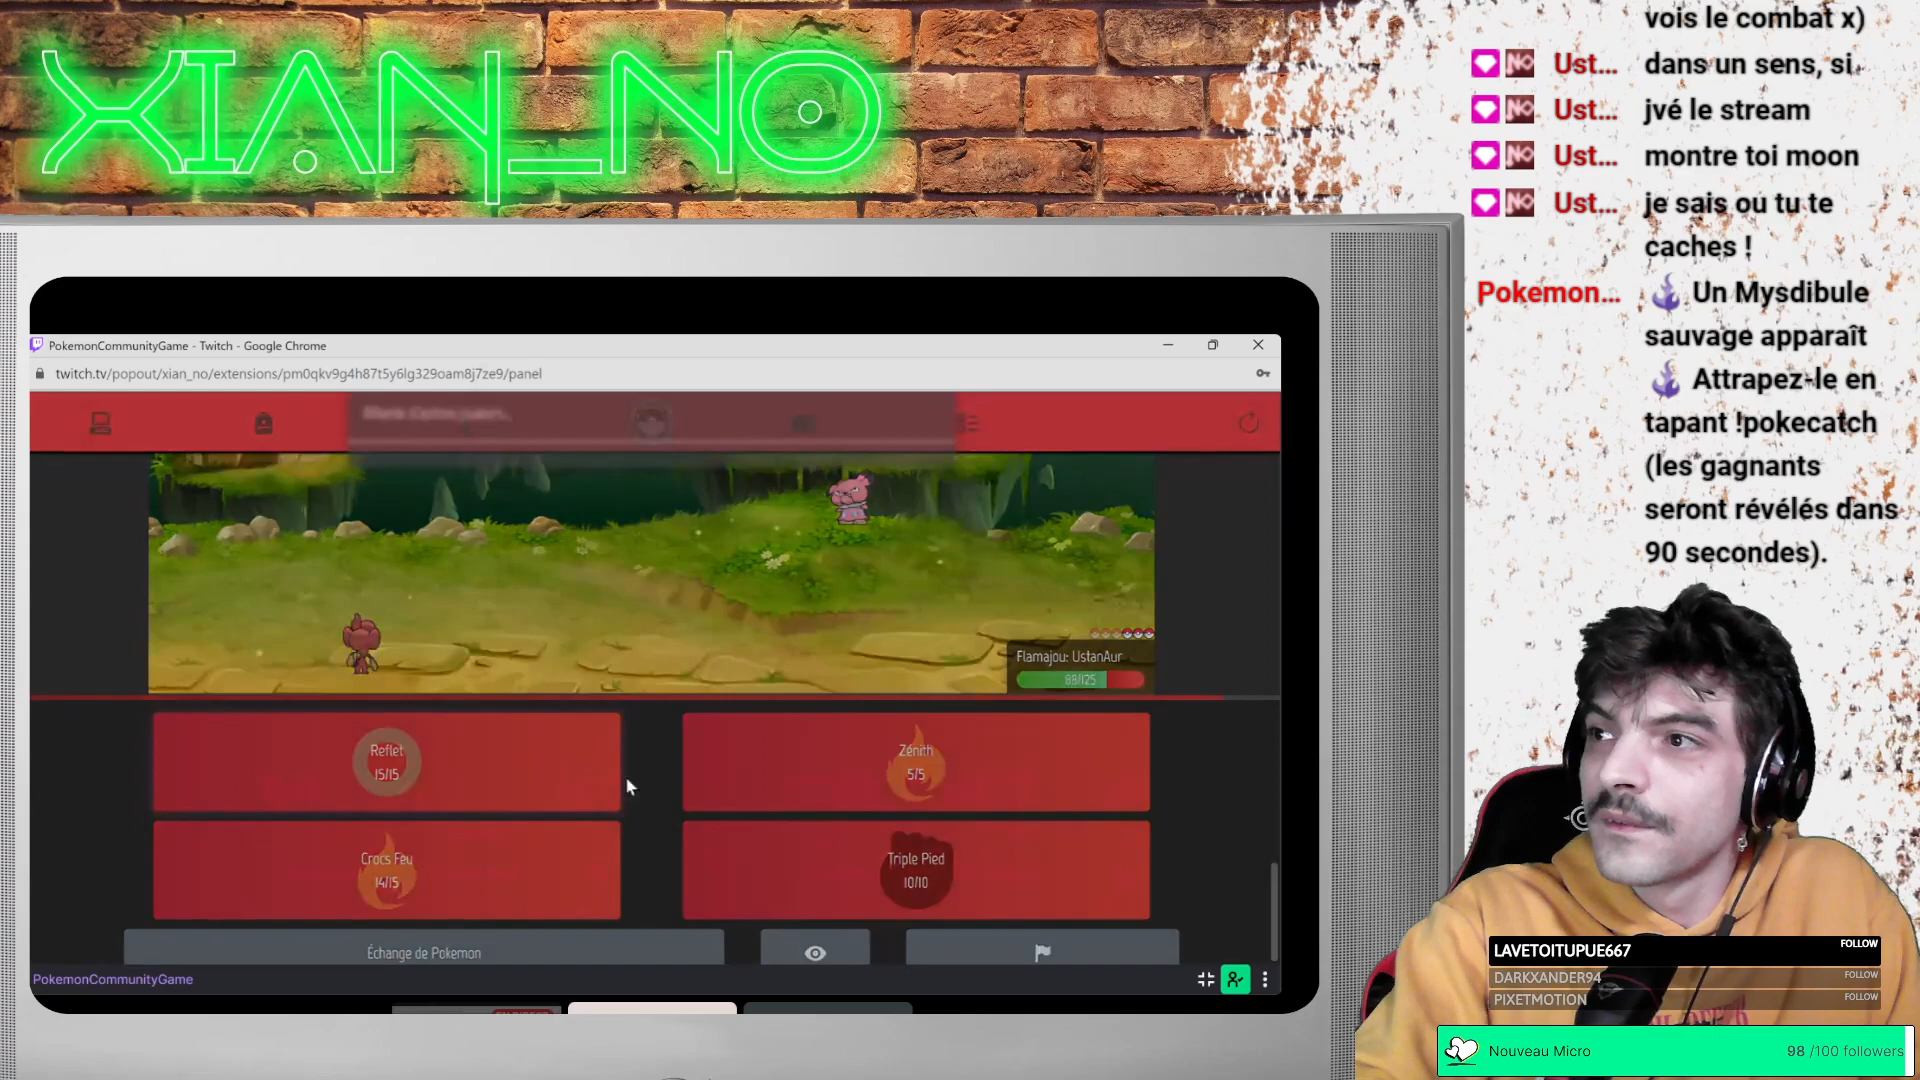 XIAN_NO
vois le combat x)
Ust... dans un sens, si.
Ust... jvé le stream
Ust... montre toi moon
Ust... je sais ou tu te
caches !
Pokemon... Un Mysdibule
sauvage apparaît
Attrapez-le en
tapant !pokecatch
(les gagnants
seront révélés dans
90 secondes).
PokemonCommunityGame - Twitch - Google Chrome
twitch.tv/popout/xian_no/extensions/pm0qkv9g4h87t5y6lg329oam8j7ze9/panel
Flamajou: UstanAur
88/125
Reflet
15/15
Zénith
5/5
Crocs Feu
14/15
Triple Pied
10/10
Échange de Pokemon
PokemonCommunityGame
LAVETOITUPUE667 FOLLOW
DARKXANDER94 FOLLOW
PIXETMOTION FOLLOW
Nouveau Micro 98 /100 followers